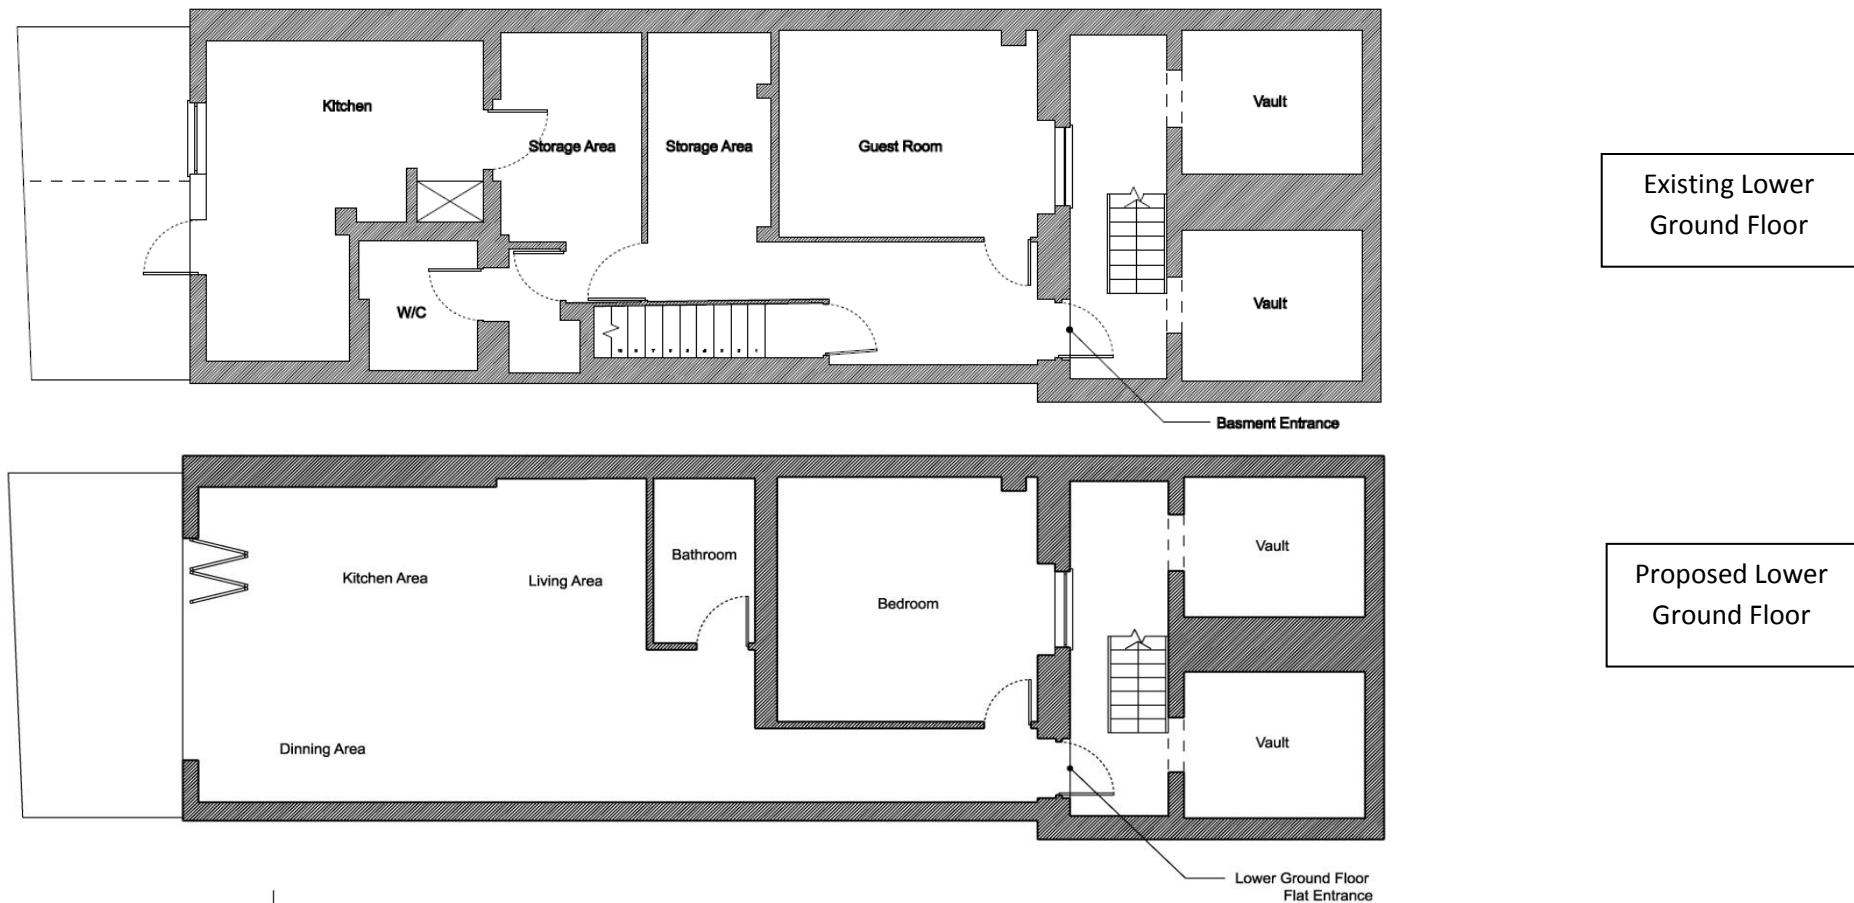 Kitchen
Storage Area
Storage Area
Guest Room
Vault
W/C
Vault
Basment Entrance
Existing Lower
Ground Floor
Kitchen Area
Living Area
Bathroom
Bedroom
Vault
Dinning Area
Vault
Lower Ground Floor
Flat Entrance
Proposed Lower
Ground Floor